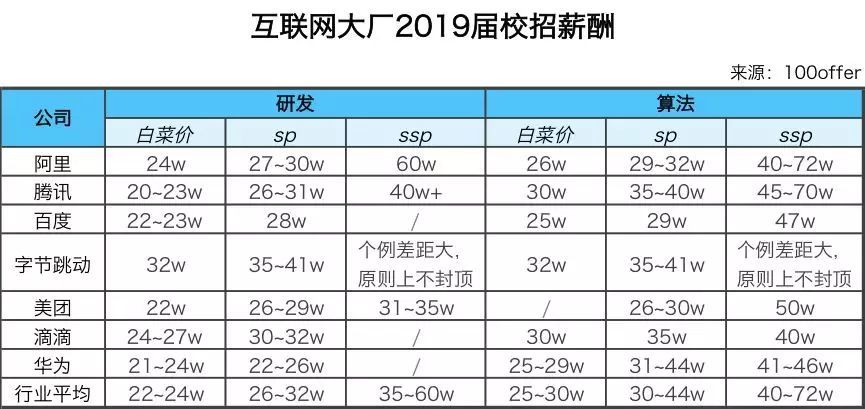 互联网大厂2019届校招薪酬
来源：100offer
公司 研发 算法
白菜价 sp ssp 白菜价 sp ssp
阿里 24w 27~30w 60w 26w 29~32w 40~72w
腾讯 20~23w 26~31w 40w+ 30w 35~40w 45~70w
百度 22~23w 28w / 25w 29w 47w
字节跳动 32w 35~41w 个例差距大，原则上不封顶 32w 35~41w 个例差距大，原则上不封顶
美团 22w 26~29w 31~35w / 26~30w 50w
滴滴 24~27w 30~32w / 30w 35w 40w
华为 21~24w 22~26w / 25~29w 31~44w 41~46w
行业平均 22~24w 26~32w 35~60w 25~30w 30~44w 40~72w